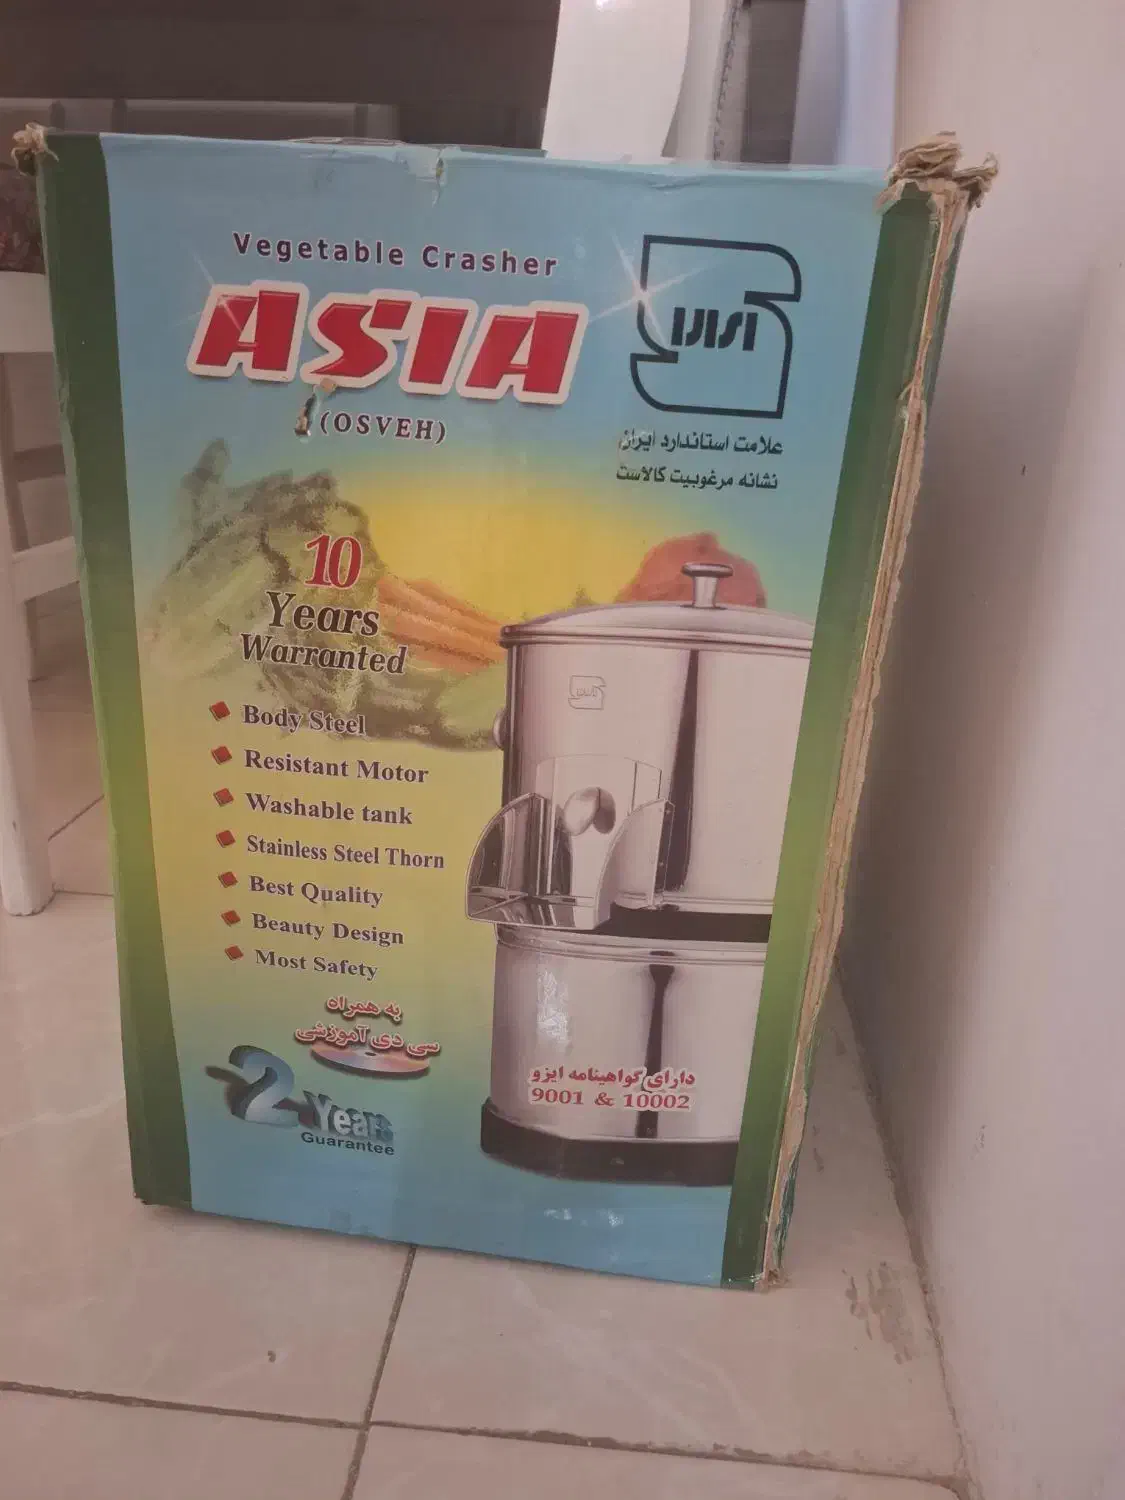 Vegetable Crasher
ASIA
(OSVEH)
علامت استاندارد ایران
نشانه مرغوبیت کالاست
10
Years
Warranted
Body Steel
Resistant Motor
Washable tank
Stainless Steel Thorn
Best Quality
Beauty Design
Most Safety
به همراه
سی دی آموزشی
2 Years
Guarantee
دارای گواهینامه ایزو
9001 & 10002